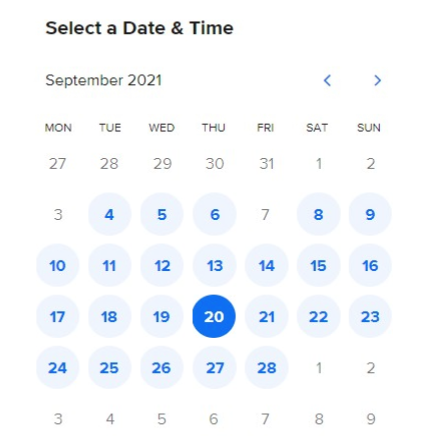 Select a Date & Time
September 2021
MON TUE WED THU FRI SAT SUN
27 28 29 30 31 1 2
3 4 5 6 7 8 9
10 11 12 13 14 15 16
17 18 19 20 21 22 23
24 25 26 27 28 1 2
3 4 5 6 7 8 9